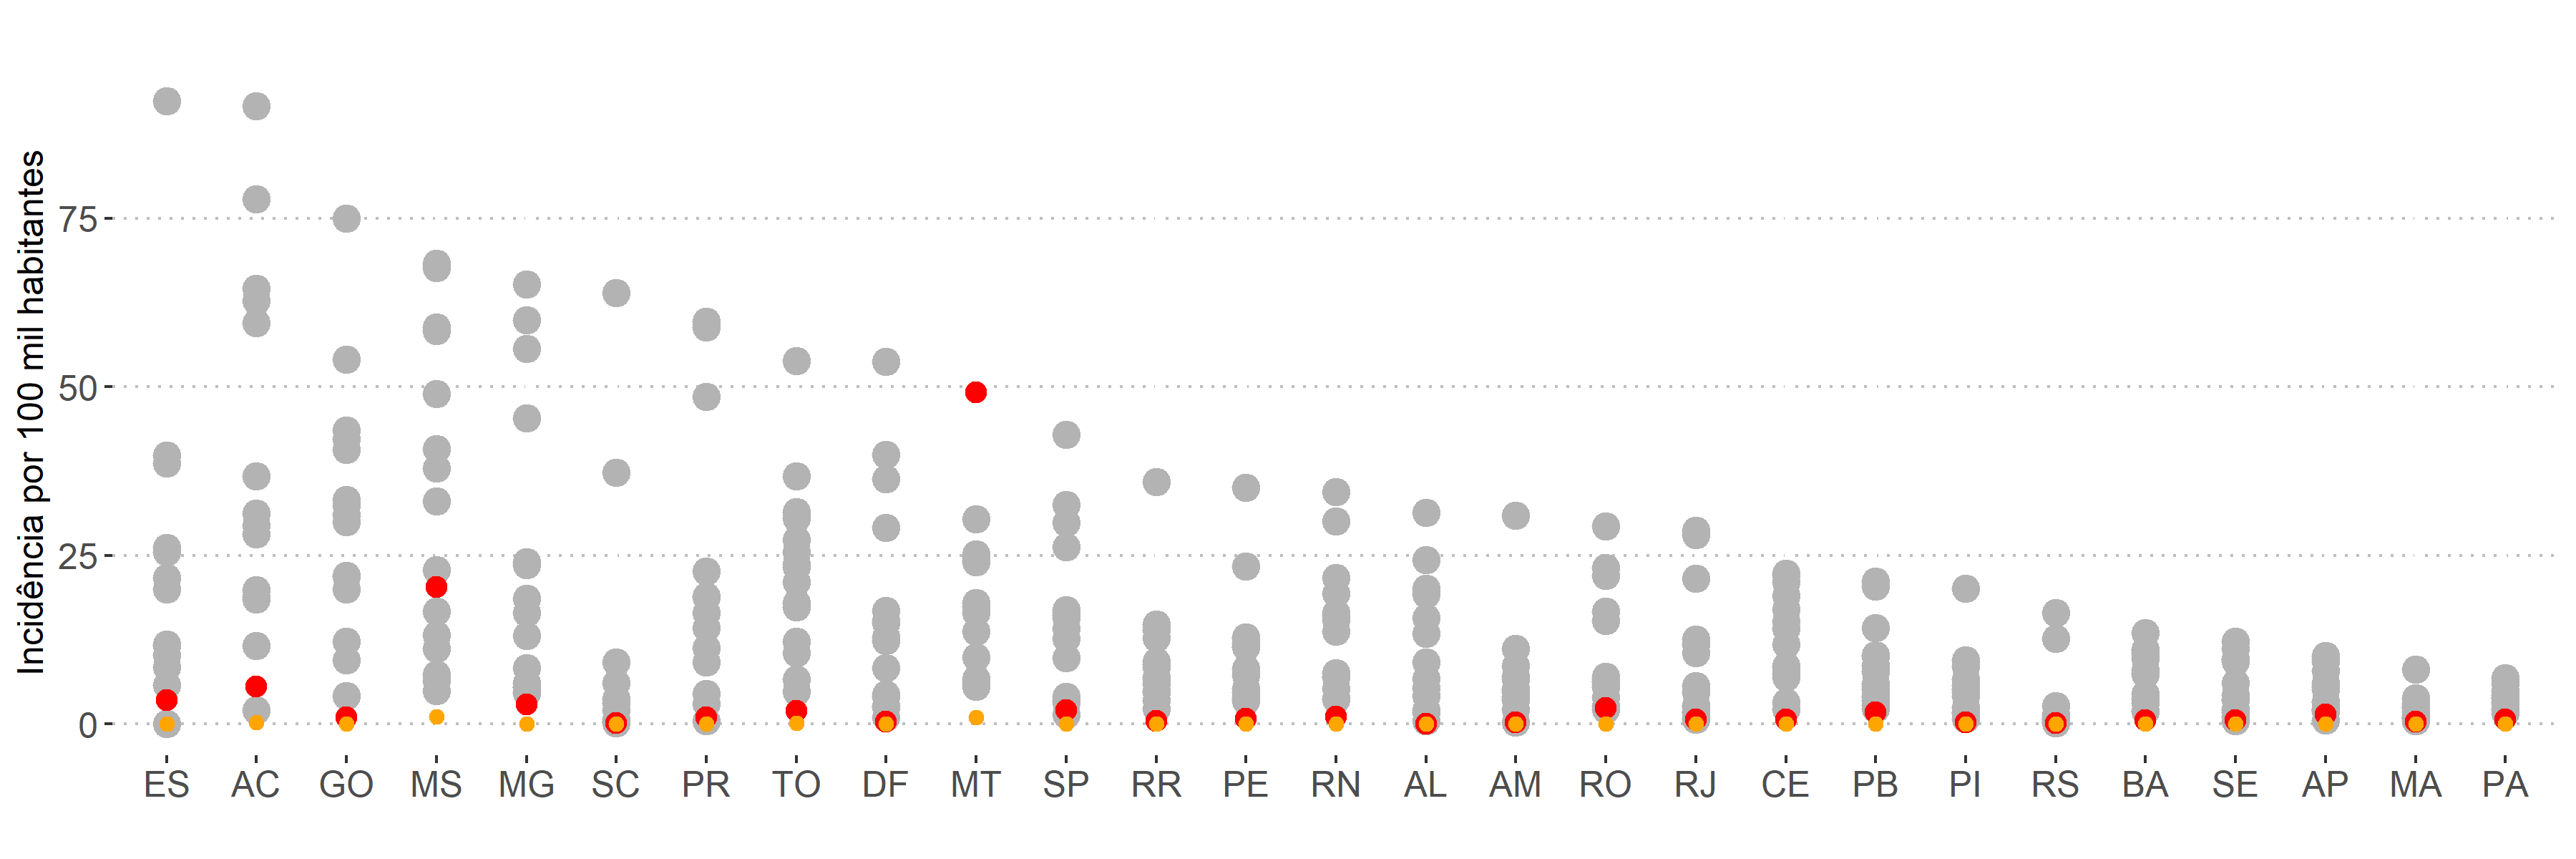 Incidência por 100 mil habitantes
75
50
25
0
ES AC GO MS MG SC PR TO DF MT SP RR PE RN AL AM RO RJ CE PB PI RS BA SE AP MA PA